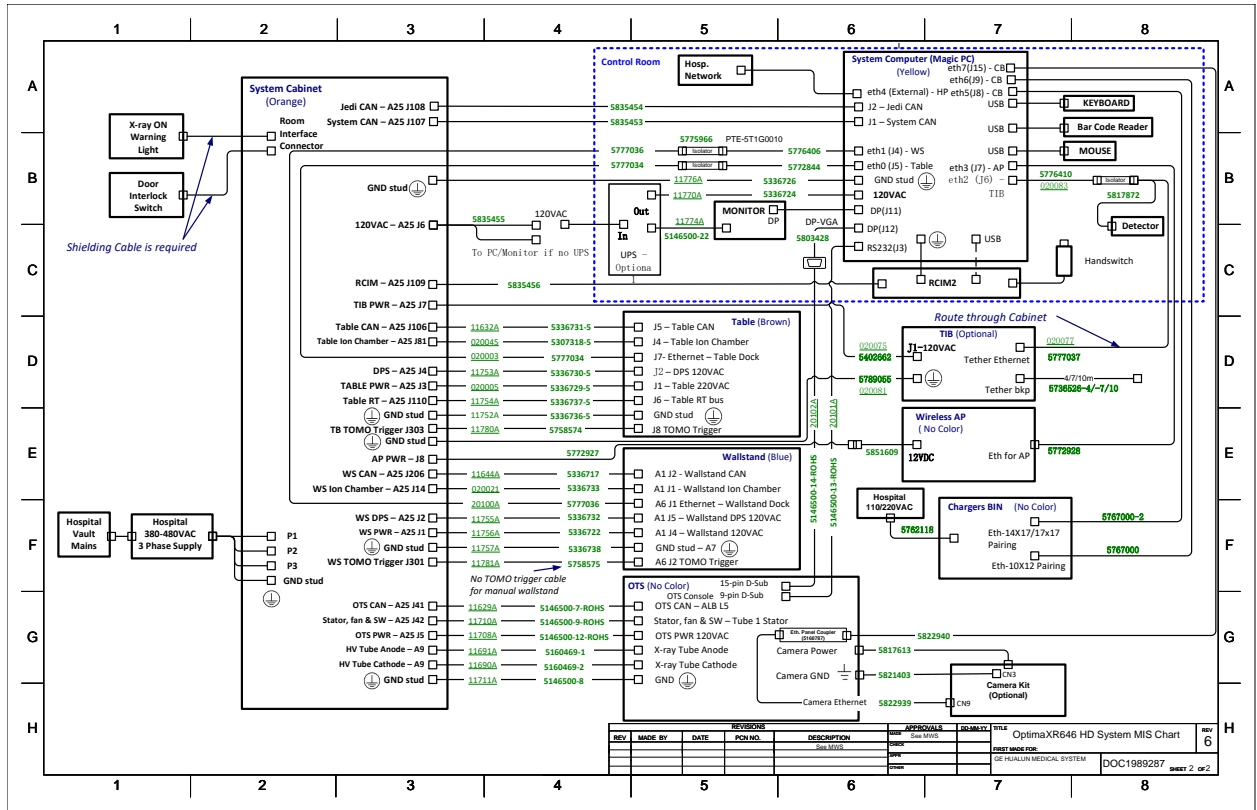 1 2 3 4 5 6 7 8
A
B
C
D
E
F
G
H
A
B
C
D
E
F
G
H
System Cabinet
(Orange)
Room
Interface
Connector
X-ray ON
Warning
Light
Door
Interlock
Switch
Shielding Cable is required
Jedi CAN – A25 J108
System CAN – A25 J107
GND stud
120VAC – A25 J6
RCIM – A25 J109
TIB PWR – A25 J7
Table CAN – A25 J106
Table Ion Chamber – A25 J81
DPS – A25 J4
TABLE PWR – A25 J3
Table RT – A25 J110
GND stud
TB TOMO Trigger J303
GND stud
AP PWR – J8
WS CAN – A25 J206
WS Ion Chamber – A25 J14
WS DPS – A25 J2
WS PWR – A25 J1
GND stud
WS TOMO Trigger J301
OTS CAN – A25 J41
Stator, fan & SW – A25 J42
OTS PWR – A25 J5
HV Tube Anode – A9
HV Tube Cathode – A9
GND stud
Hospital
Vault
Mains
Hospital
380-480VAC
3 Phase Supply
P1
P2
P3
GND stud
Control Room
Hosp.
Network
5835454
5835453
5775966
PTE-5T1G0010
5777036
Isolator
5776406
5777034
Isolator
5772844
11776A
5336726
11770A
5336724
5835455
120VAC
To PC/Monitor if no UPS
Out
In
UPS –
Optiona
l
11774A
5146500-22
MONITOR
DP
DP-VGA
5803428
5835456
System Computer (Magic PC)
(Yellow)
eth7(J15) - CB
eth6(J9) - CB
eth4 (External) - HP
eth5(J8) – CB
J2 – Jedi CAN
J1 – System CAN
USB
USB
USB
eth1 (J4) - WS
eth0 (J5) - Table
eth3 (J7) - AP
GND stud
eth2 (J6) –
TIB
120VAC
DP(J11)
DP(J12)
RS232(J3)
USB
RCIM2
KEYBOARD
Bar Code Reader
MOUSE
5776410
020083
Isolator
5817872
Detector
Handswitch
Route through Cabinet
11632A
5336731-5
020045
5307318-5
020003
5777034
11753A
5336730-5
020005
5336729-5
11754A
5336737-5
11752A
5336736-5
11780A
5758574
5772927
Table (Brown)
J5 – Table CAN
J4 – Table Ion Chamber
J7- Ethernet – Table Dock
J2 – DPS 120VAC
J1 – Table 220VAC
J6 – Table RT bus
GND stud
J8 TOMO Trigger
11644A
5336717
020021
5336733
20100A
5777036
11755A
5336732
11756A
5336722
11757A
5336738
11781A
5758575
No TOMO trigger cable
for manual wallstand
Wallstand (Blue)
A1 J2 - Wallstand CAN
A1 J1 - Wallstand Ion Chamber
A6 J1 Ethernet – Wallstand Dock
A1 J5 – Wallstand DPS 120VAC
A1 J4 – Wallstand 120VAC
GND stud – A7
A6 J2 TOMO Trigger
11629A
5146500-7-ROHS
11710A
5146500-9-ROHS
11708A
5146500-12-ROHS
11691A
5160469-1
11690A
5160469-2
11711A
5146500-8
OTS (No Color)
15-pin D-Sub
OTS Console
9-pin D-Sub
OTS CAN – ALB L5
Stator, fan & SW – Tube 1 Stator
OTS PWR 120VAC
X-ray Tube Anode
X-ray Tube Cathode
GND
Eth. Panel Coupler
(5160787)
Camera Power
Camera GND
Camera Ethernet
20102A
20101A
5146500-14-ROHS
5146500-13-ROHS
020075
5402662
5789055
020081
TIB (Optional)
J1-120VAC
Tether Ethernet
Tether bkp
020077
5777037
4/7/10m
5736526-4/-7/10
Wireless AP
( No Color)
12VDC
Eth for AP
5851609
5772928
Hospital
110/220VAC
5762118
Chargers BIN (No Color)
Eth-14X17/17x17
Pairing
Eth-10X12 Pairing
5767000-2
5767000
5822940
5817613
5821403
5822939
CN3
Camera Kit
(Optional)
CN9
REVISIONS
REV MADE BY DATE PCN NO. DESCRIPTION
See MWS
APPROVALS
DD-MM-YY
MADE
See MWS
CHECK
APPR
OTHER
TITLE
OptimaXR646 HD System MIS Chart
REV
6
FIRST MADE FOR:
GE HUALUN MEDICAL SYSTEM
DOC1989287
SHEET 2 OF2
1 2 3 4 5 6 7 8